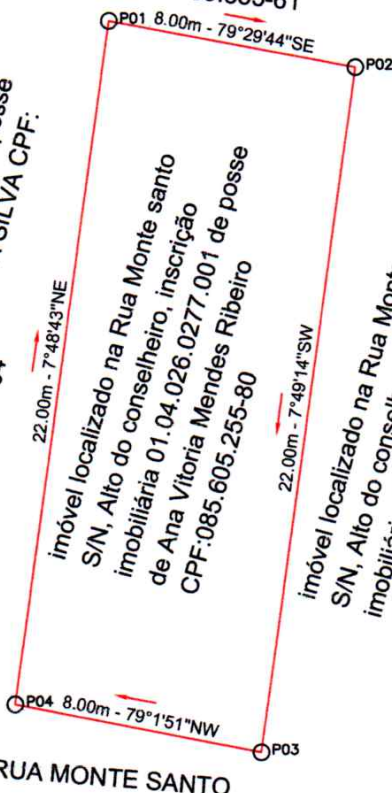 P01 8.00m - 79°29'44"SE
P02
SILVA CPF:
22.00m - 7°48'43"NE
imóvel localizado na Rua Monte santo
S/N, Alto do conselheiro, inscrição
imobiliária 01.04.026.0277.001 de posse
de Ana Vitoria Mendes Ribeiro
CPF:085.605.255-80
22.00m - 7°49'14"SW
imóvel localizado na Rua
S/N, Alto do
P04 8.00m - 79°1'51"NW
P03
RUA MONTE SANTO